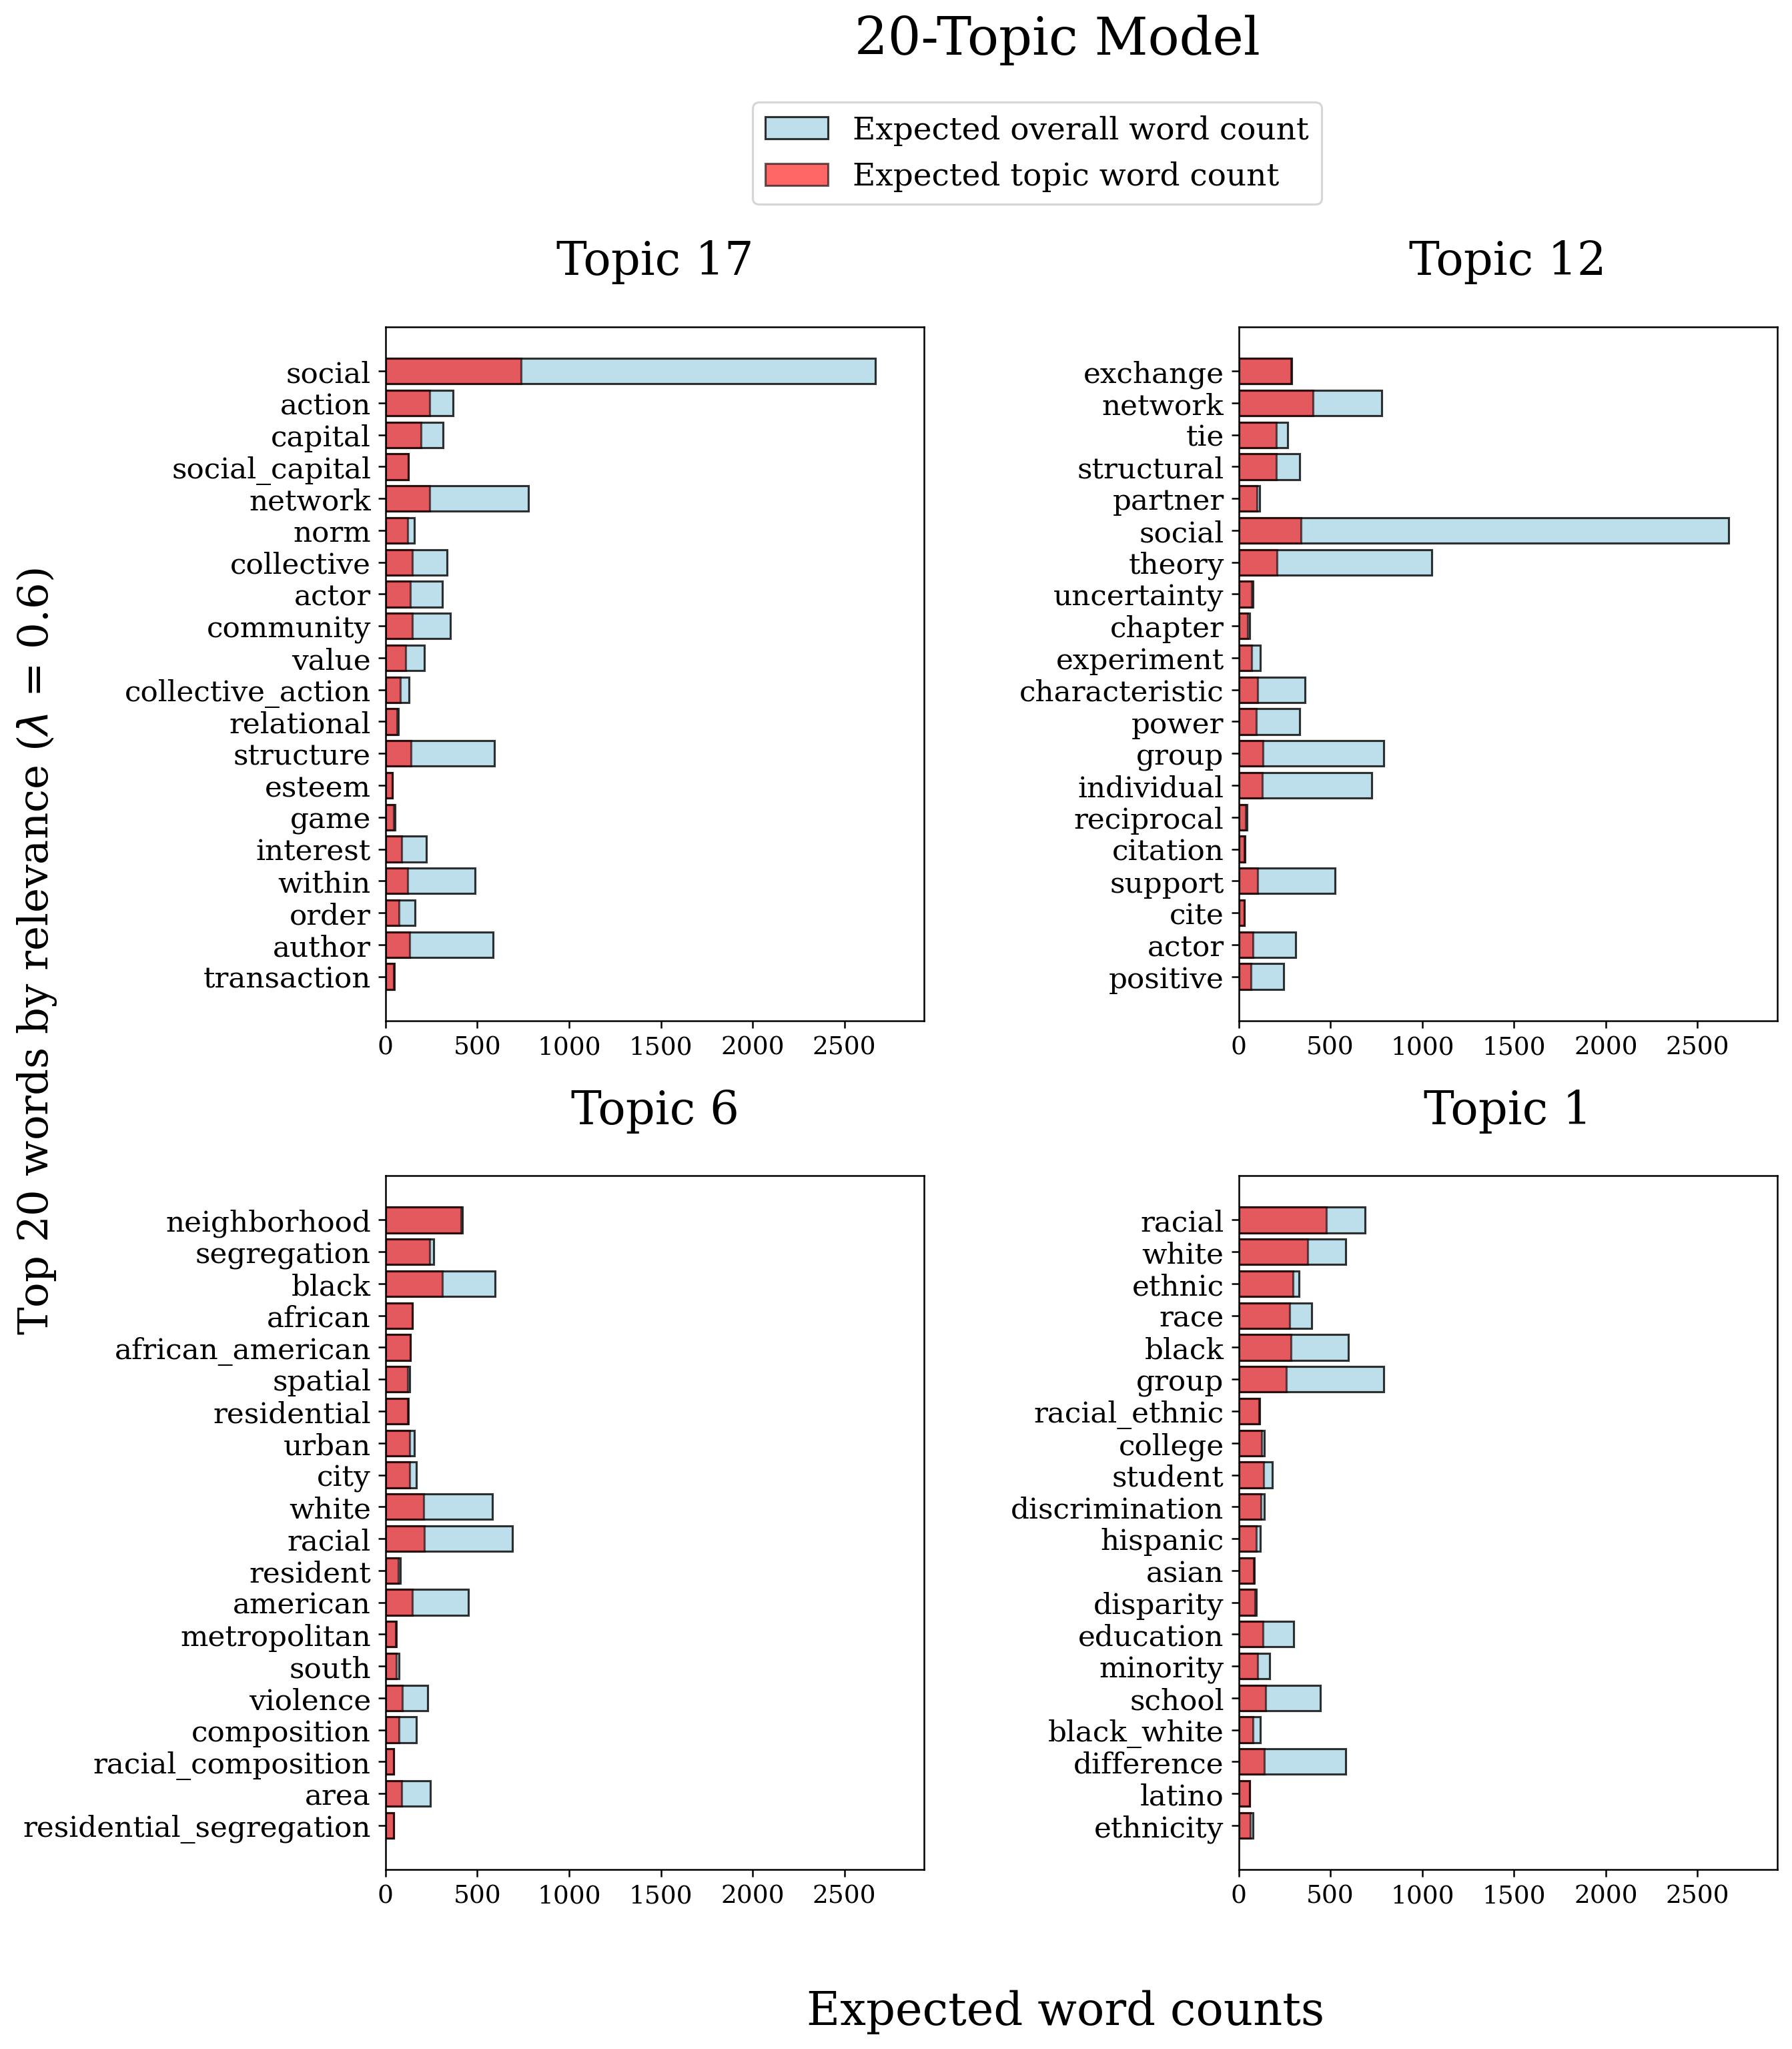 20-Topic Model
Expected overall word count
Expected topic word count
Top 20 words by relevance (λ = 0.6)
Topic 17
social
action
capital
social_capital
network
norm
collective
actor
community
value
collective_action
relational
structure
esteem
game
interest
within
order
author
transaction
0 500 1000 1500 2000 2500
Topic 12
exchange
network
tie
structural
partner
social
theory
uncertainty
chapter
experiment
characteristic
power
group
individual
reciprocal
citation
support
cite
actor
positive
0 500 1000 1500 2000 2500
Topic 6
neighborhood
segregation
black
african
african_american
spatial
residential
urban
city
white
racial
resident
american
metropolitan
south
violence
composition
racial_composition
area
residential_segregation
0 500 1000 1500 2000 2500
Topic 1
racial
white
ethnic
race
black
group
racial_ethnic
college
student
discrimination
hispanic
asian
disparity
education
minority
school
black_white
difference
latino
ethnicity
0 500 1000 1500 2000 2500
Expected word counts